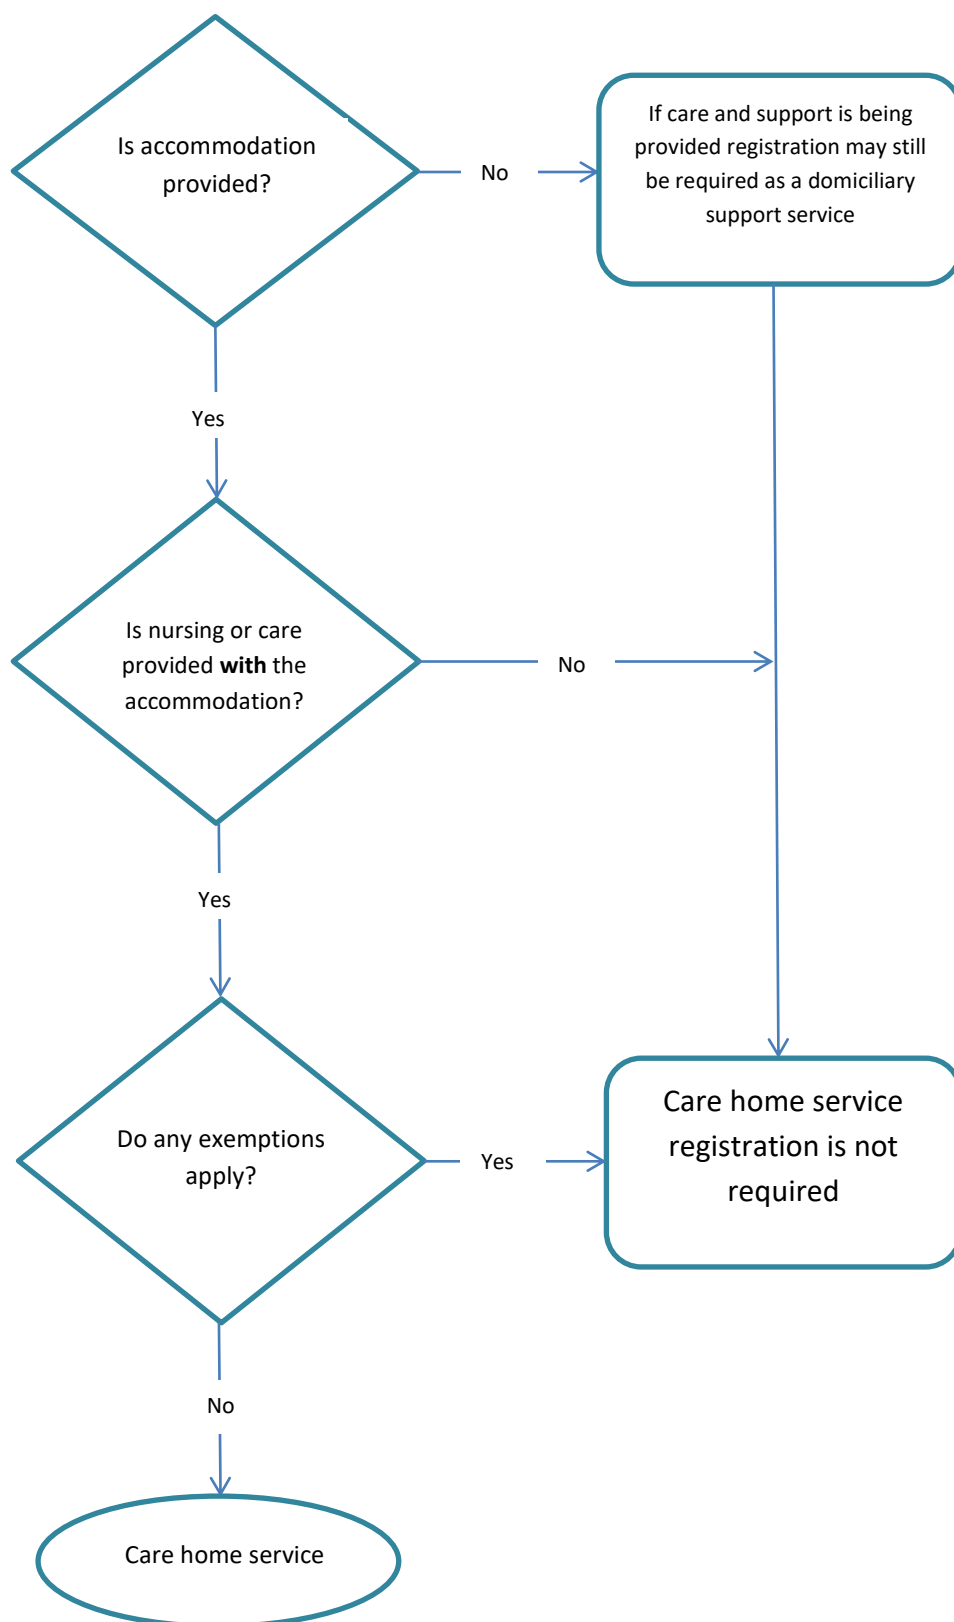 Is accommodation
provided?
No
If care and support is being
provided registration may still
be required as a domiciliary
support service
Yes
Is nursing or care
provided with the
accommodation?
No
Yes
Do any exemptions
apply?
Yes
Care home service
registration is not
required
No
Care home service